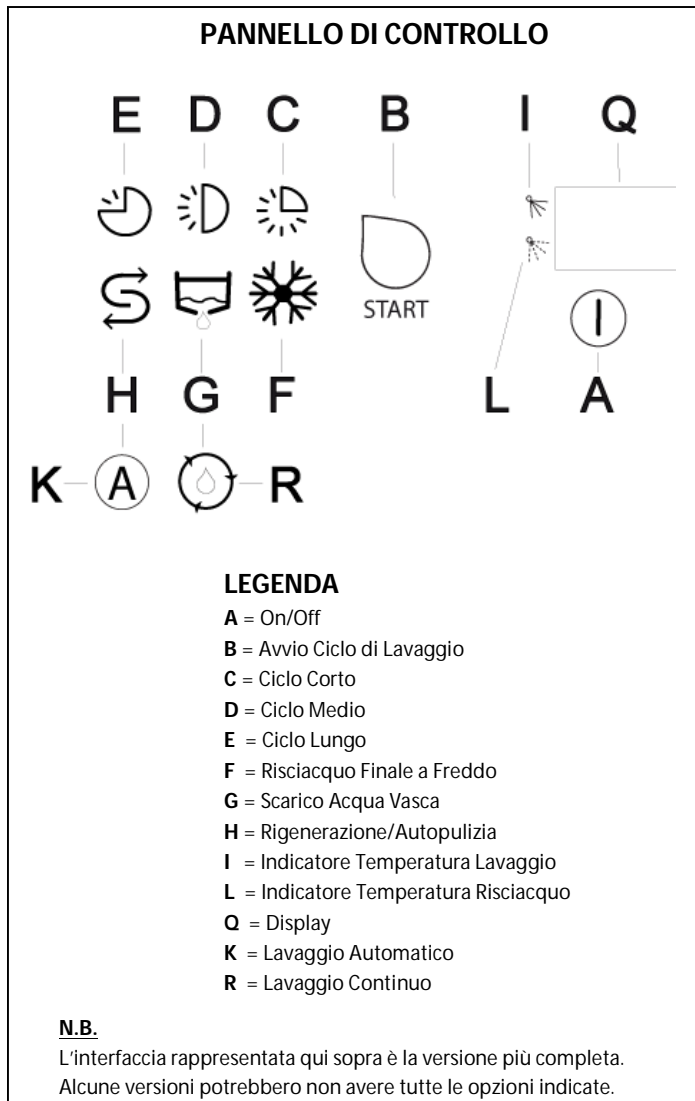 PANNELLO DI CONTROLLO
E D C B I Q
START
H G F L A
K A R
LEGENDA
A = On/Off
B = Avvio Ciclo di Lavaggio
C = Ciclo Corto
D = Ciclo Medio
E = Ciclo Lungo
F = Risciacquo Finale a Freddo
G = Scarico Acqua Vasca
H = Rigenerazione/Autopulizia
I = Indicatore Temperatura Lavaggio
L = Indicatore Temperatura Risciacquo
Q = Display
K = Lavaggio Automatico
R = Lavaggio Continuo
N.B.
L'interfaccia rappresentata qui sopra è la versione più completa.
Alcune versioni potrebbero non avere tutte le opzioni indicate.